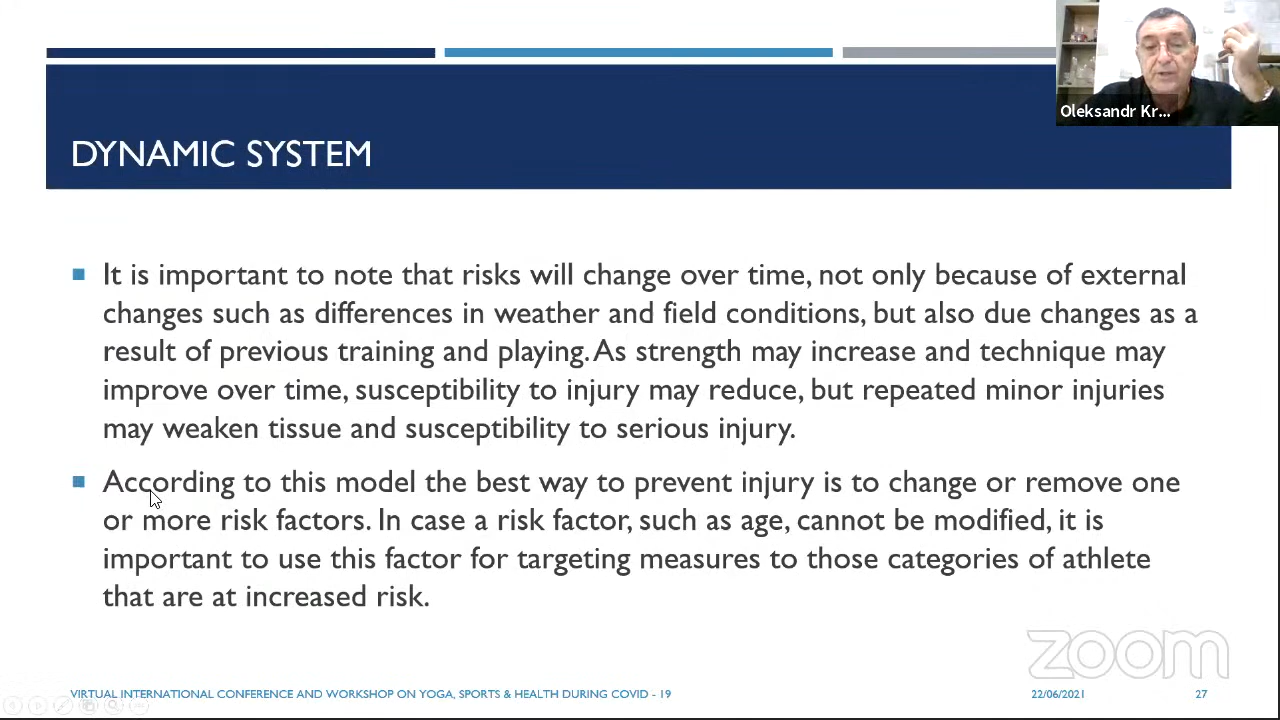 Oleksandr Kr...
DYNAMIC SYSTEM
It is important to note that risks will change over time, not only because of external
changes such as differences in weather and field conditions, but also due changes as a
result of previous training and playing. As strength may increase and technique may
improve over time, susceptibility to injury may reduce, but repeated minor injuries
may weaken tissue and susceptibility to serious injury.
According to this model the best way to prevent injury is to change or remove one
or more risk factors. In case a risk factor, such as age, cannot be modified, it is
important to use this factor for targeting measures to those categories of athlete
that are at increased risk.
zoom
VIRTUAL INTERNATIONAL CONFERENCE AND WORKSHOP ON YOGA, SPORTS & HEALTH DURING COVID - 19 22/06/2021 27